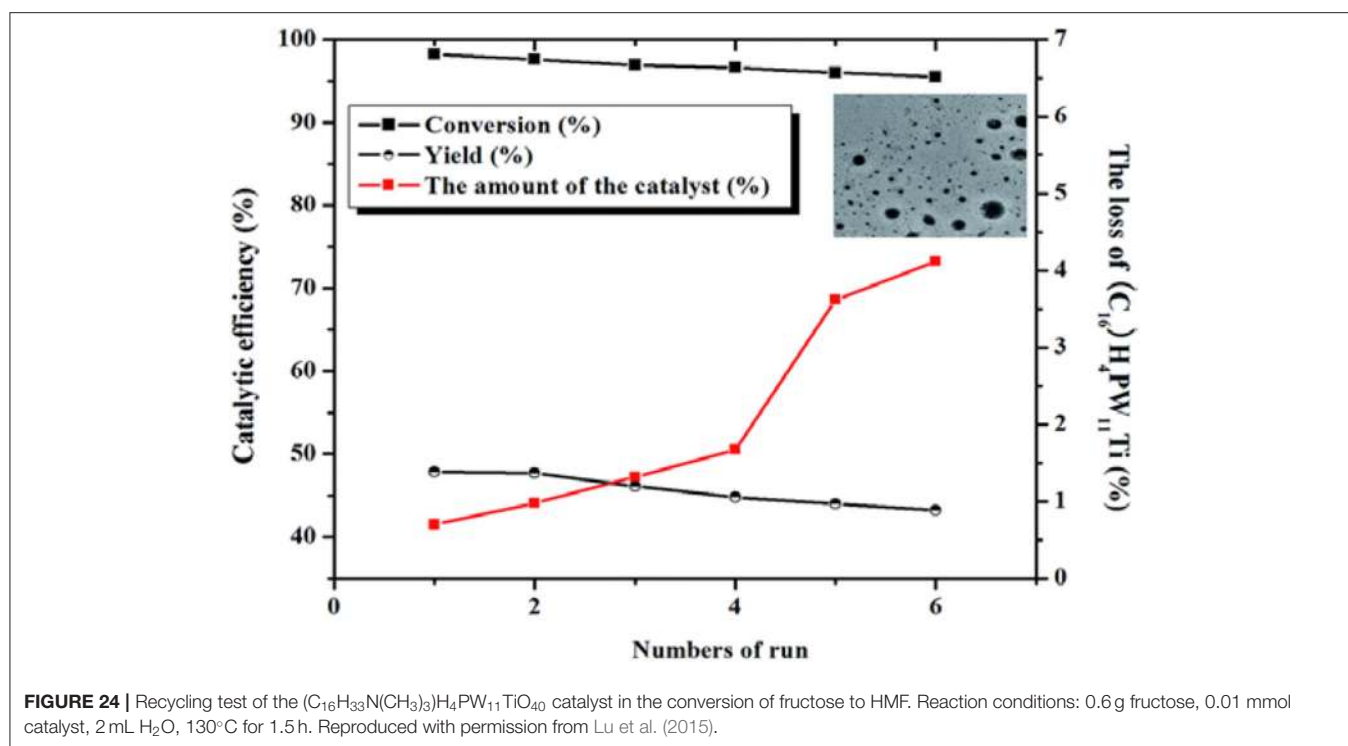 100
90
80
70
60
50
40
Catalytic efficiency (%)
Conversion (%)
Yield (%)
The amount of the catalyst (%)
7
6
5
4
3
2
1
0
The loss of (C₁₆)H₄PW₁₁Ti (%)
0
2
4
6
Numbers of run
FIGURE 24 | Recycling test of the (C₁₆H₃₃N(CH₃)₃)H₄PW₁₁TiO₄₀ catalyst in the conversion of fructose to HMF. Reaction conditions: 0.6 g fructose, 0.01 mmol
catalyst, 2 mL H₂O, 130°C for 1.5 h. Reproduced with permission from Lu et al. (2015).